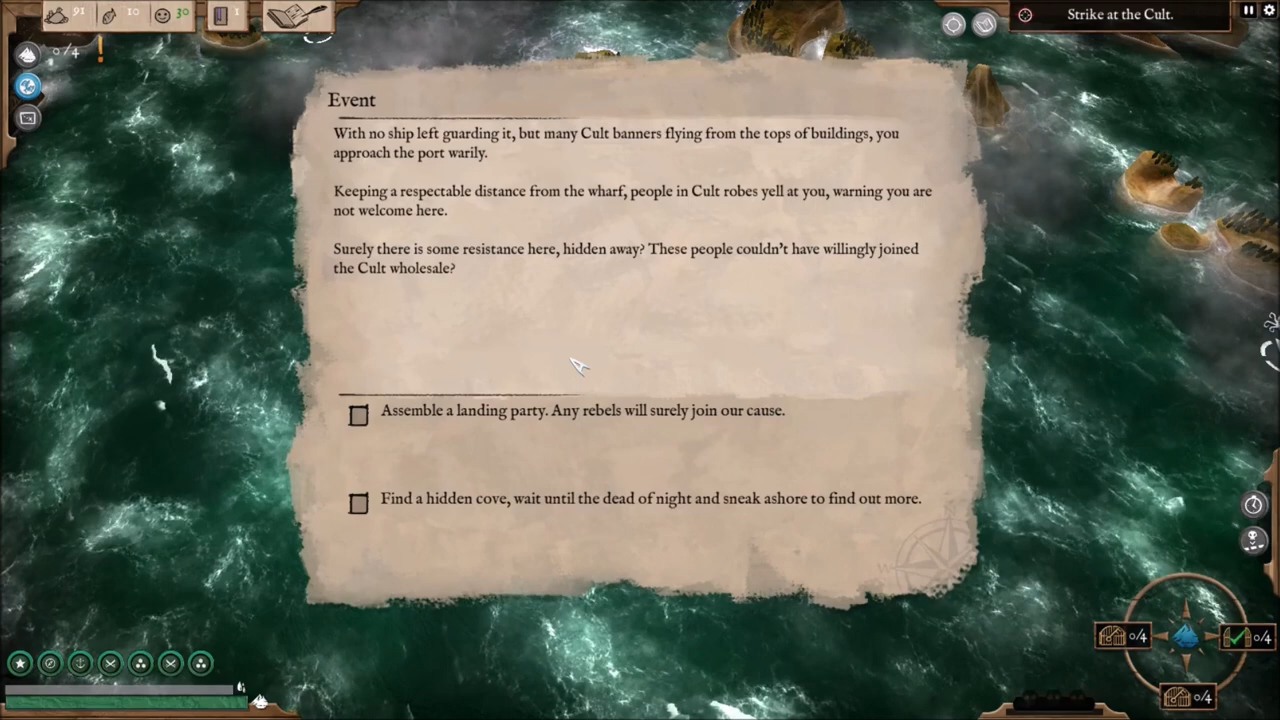 91 10 30 1
0/4
Strike at the Cult.
Event
With no ship left guarding it, but many Cult banners flying from the tops of buildings, you
approach the port warily.
Keeping a respectable distance from the wharf, people in Cult robes yell at you, warning you are
not welcome here.
Surely there is some resistance here, hidden away? These people couldn't have willingly joined
the Cult wholesale?
Assemble a landing party. Any rebels will surely join our cause.
Find a hidden cove, wait until the dead of night and sneak ashore to find out more.
W
0/4
0/4
0/4